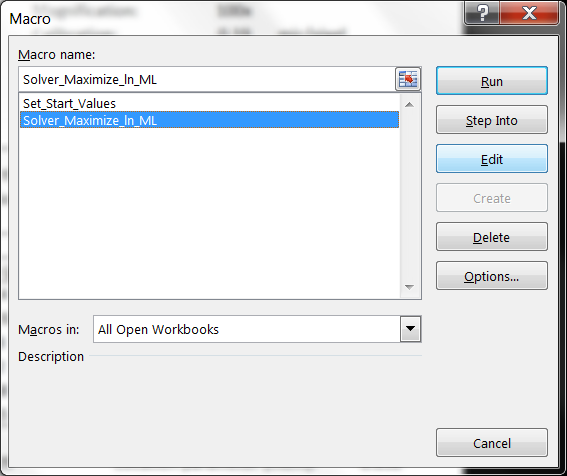 Macro
Macro name:
Solver_Maximize_ln_ML
Run
Set_Start_Values
Solver_Maximize_ln_ML
Step Into
Edit
Create
Delete
Options...
Macros in:
All Open Workbooks
Description
Cancel